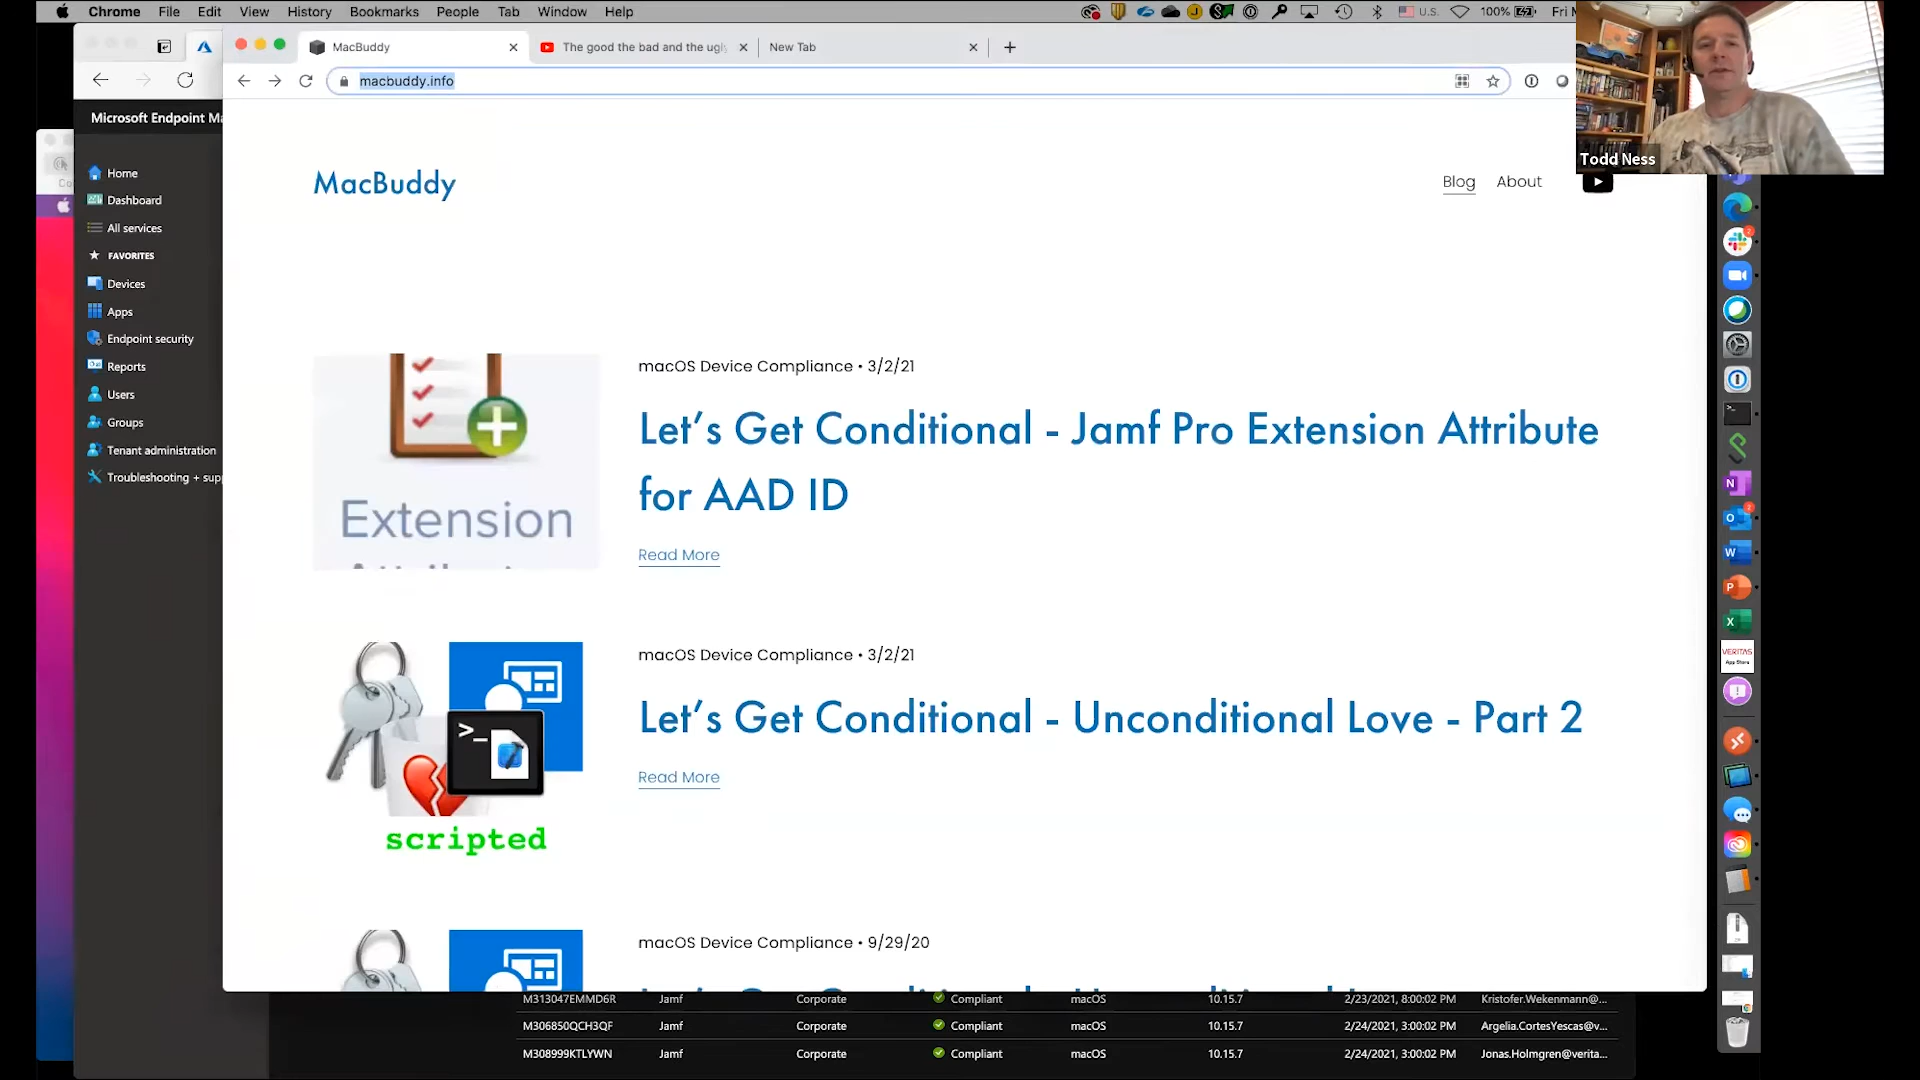 Chrome File Edit View History Bookmarks People Tab Window Help
U.S. 100% Fri
MacBuddy
The good the bad and the ugly
New Tab
macbuddy.info
Todd Ness
Microsoft Endpoint
Home
Dashboard
All services
FAVORITES
Devices
Apps
Endpoint security
Reports
Users
Groups
Tenant administration
Troubleshooting +
MacBuddy
Blog About
Extension
macOS Device Compliance • 3/2/21
Let’s Get Conditional - Jamf Pro Extension Attribute
for AAD ID
Read More
scripted
macOS Device Compliance • 3/2/21
Let’s Get Conditional - Unconditional Love - Part 2
Read More
macOS Device Compliance • 9/29/20
M313047EMMD6R Jamf Corporate Compliant macOS 10.15.7 2/23/2021, 8:00:02 PM Kristofer.Wekenmann@...
M306850QCH3QF Jamf Corporate Compliant macOS 10.15.7 2/24/2021, 3:00:02 PM Argelia.CortesYescas@v...
M308999KTLYWN Jamf Corporate Compliant macOS 10.15.7 2/24/2021, 3:00:02 PM Jonas.Holmgren@verita...
VERITAS
App Store